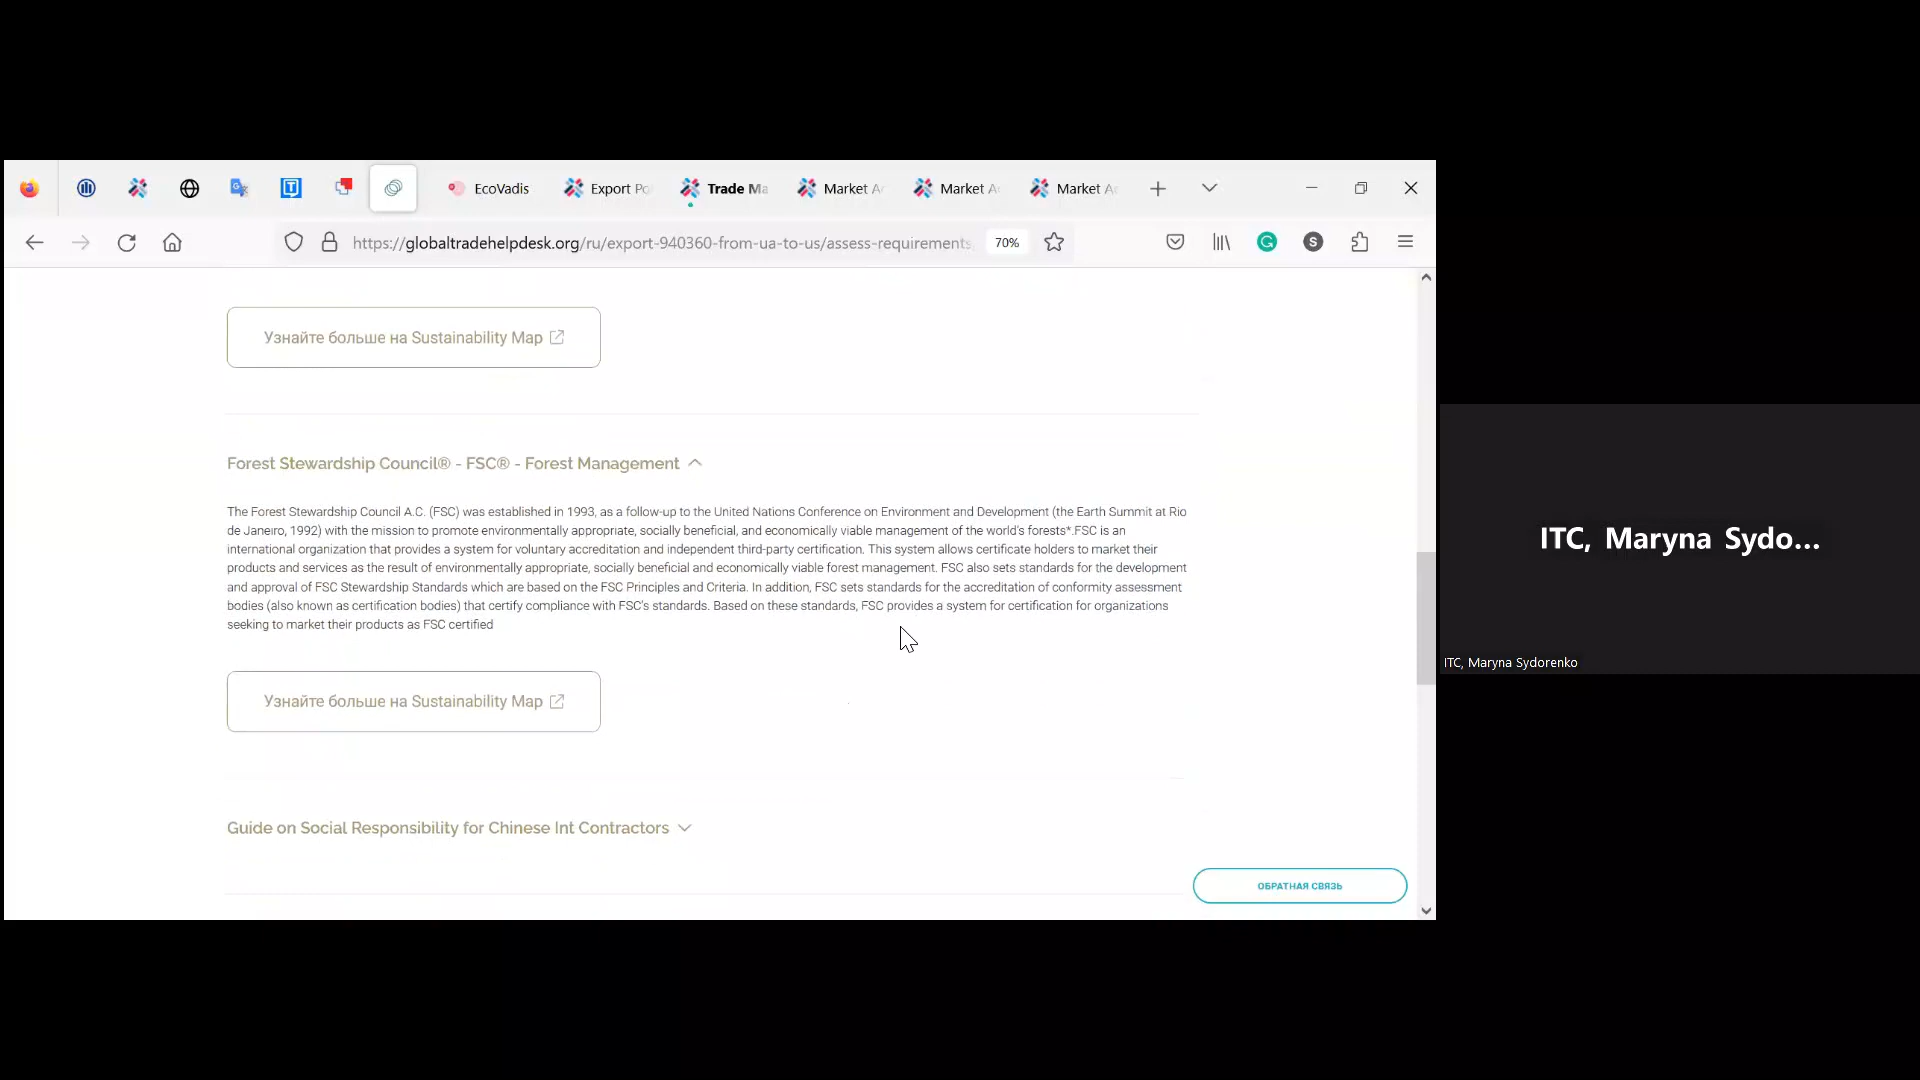 EcoVadis
Export Po
Trade Ma
Market A
Market A
Market A
https://globaltradehelpdesk.org/ru/export-940360-from-ua-to-us/assess-requirements
70%
Узнайте больше на Sustainability Map
Forest Stewardship Council® - FSC® - Forest Management
The Forest Stewardship Council A.C. (FSC) was established in 1993, as a follow-up to the United Nations Conference on Environment and Development (the Earth Summit at Rio
de Janeiro, 1992) with the mission to promote environmentally appropriate, socially beneficial, and economically viable management of the world's forests*.FSC is an
international organization that provides a system for voluntary accreditation and independent third-party certification. This system allows certificate holders to market their
products and services as the result of environmentally appropriate, socially beneficial and economically viable forest management. FSC also sets standards for the development
and approval of FSC Stewardship Standards which are based on the FSC Principles and Criteria. In addition, FSC sets standards for the accreditation of conformity assessment
bodies (also known as certification bodies) that certify compliance with FSC's standards. Based on these standards, FSC provides a system for certification for organizations
seeking to market their products as FSC certified
Узнайте больше на Sustainability Map
Guide on Social Responsibility for Chinese Int Contractors
ОБРАТНАЯ СВЯЗЬ
ITC, Maryna Sydo...
ITC, Maryna Sydorenko